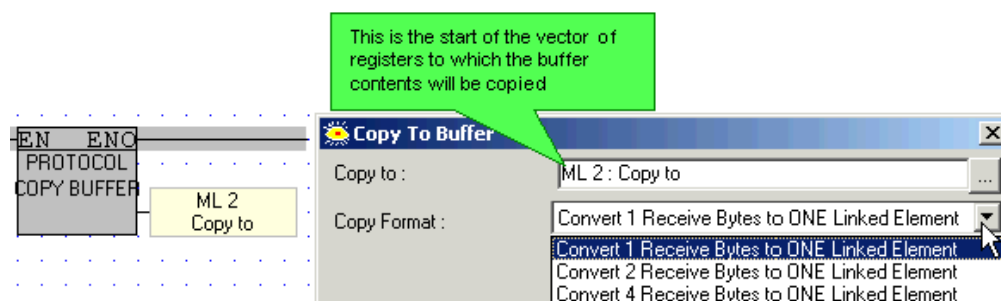 This is the start of the vector of
registers to which the buffer
contents will be copied
EN ENO
PROTOCOL
COPY BUFFER
ML 2
Copy to
Copy To Buffer
Copy to :
ML 2 : Copy to
...
Copy Format :
Convert 1 Receive Bytes to ONE Linked Element
Convert 1 Receive Bytes to ONE Linked Element
Convert 2 Receive Bytes to ONE Linked Element
Convert 4 Receive Bytes to ONE Linked Element